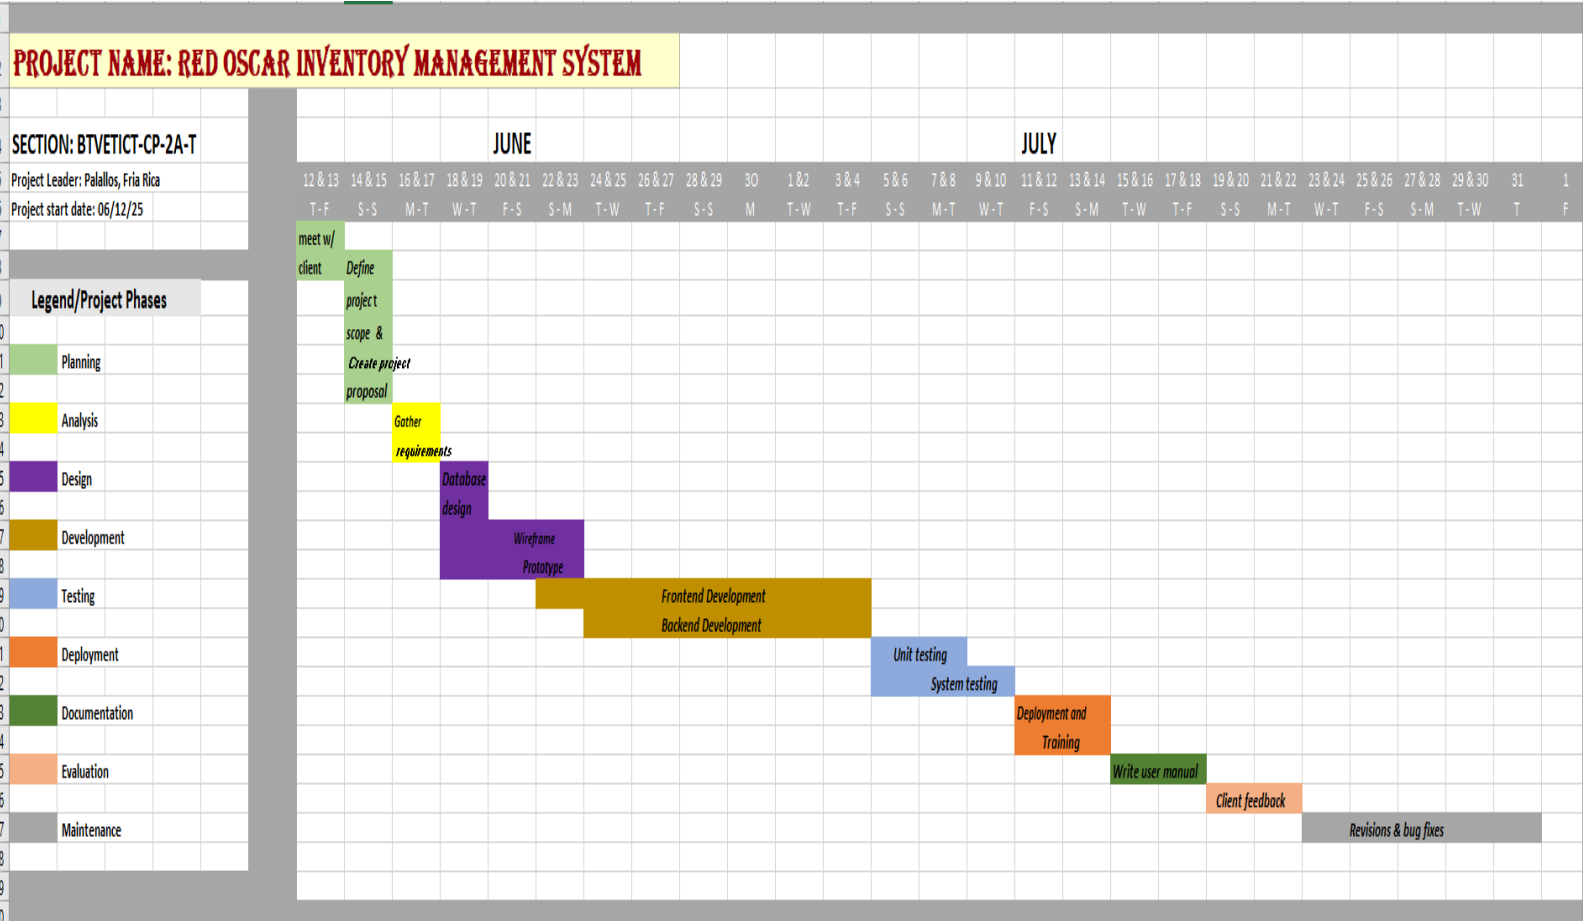 PROJECT NAME: RED OSCAR INVENTORY MANAGEMENT SYSTEM
SECTION: BTVETICT-CP-2A-T
JUNE
JULY
Project Leader: Palallos, Fria Rica
12 & 13 14 & 15 16 & 17 18 & 19 20 & 21 22 & 23 24 & 25 26 & 27 28 & 29 30 1 &2 3 & 4 5 & 6 7 & 8 9 & 10 11 & 12 13 & 14 15 & 16 17 & 18 19 & 20 21 & 22 23 & 24 25 & 26 27 & 28 29 & 30 31 1
Project start date: 06/12/25
T - F S - S M - T W - T F - S S - M T - W T - F S - S M T - W T - F S - S M - T W - T F - S S - M T - W T - F S - S M - T W - T F - S S - M T - W T F
meet w/
client
Define
project
scope &
Create project
proposal
Legend/Project Phases
Planning
Analysis
Gather
requirements
Design
Database
design
Development
Wireframe
Prototype
Testing
Frontend Development
Backend Development
Deployment
Unit testing
System testing
Documentation
Deployment and
Training
Evaluation
Write user manual
Client feedback
Maintenance
Revisions & bug fixes